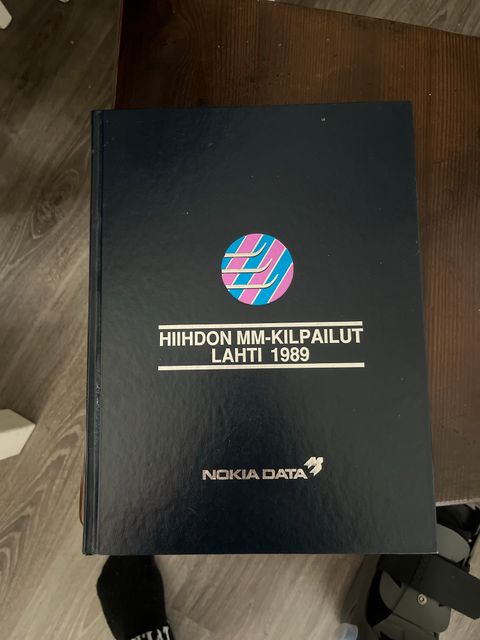 HIIHDON MM-KILPAILUT
LAHTI 1989
NOKIA DATA